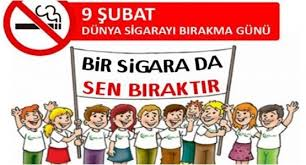 9 ŞUBAT
DÜNYA SİGARAYI BIRAKMA GÜNÜ
BİR SİGARA DA
SEN BIRAKTIR